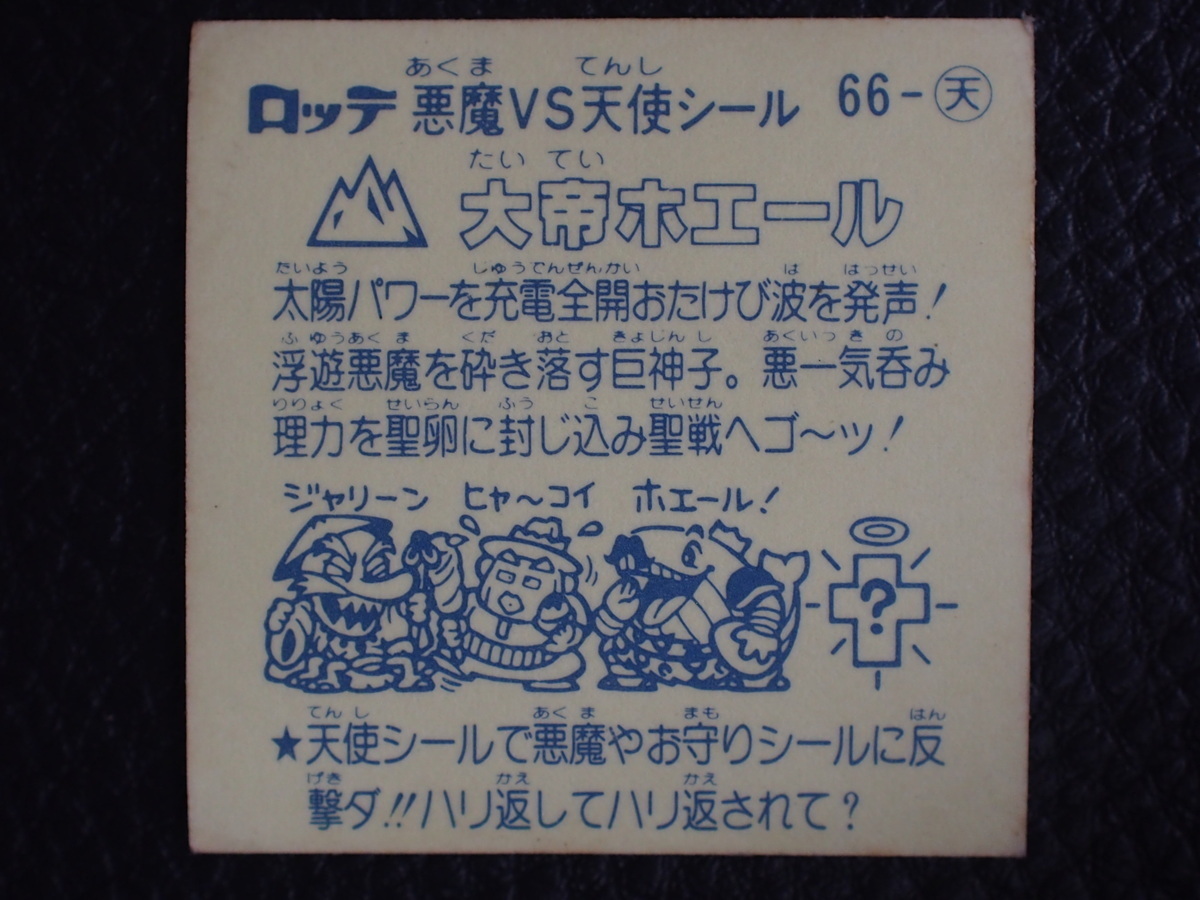 あくま てんし
ロッテ 悪魔VS天使シール 66-㊝天
たい てい
大帝ホエール
たいよう じゅうでんぜんかい は はっせい
太陽パワーを充電全開おたけび波を発声!
ふゆうあくま くだ おと きょじんし あくいっきの
浮遊悪魔を砕き落す巨神子。悪一気呑み
りりょく せいらん ふう こ せいせん
理力を聖卵に封じ込み聖戦へゴ〜ッ!
ジャリーン ヒャ〜コイ ホエール!
?
てんし あくま まも はん
★天使シールで悪魔やお守りシールに反
げき かえ かえ
撃ダ!!ハリ返してハリ返されて?